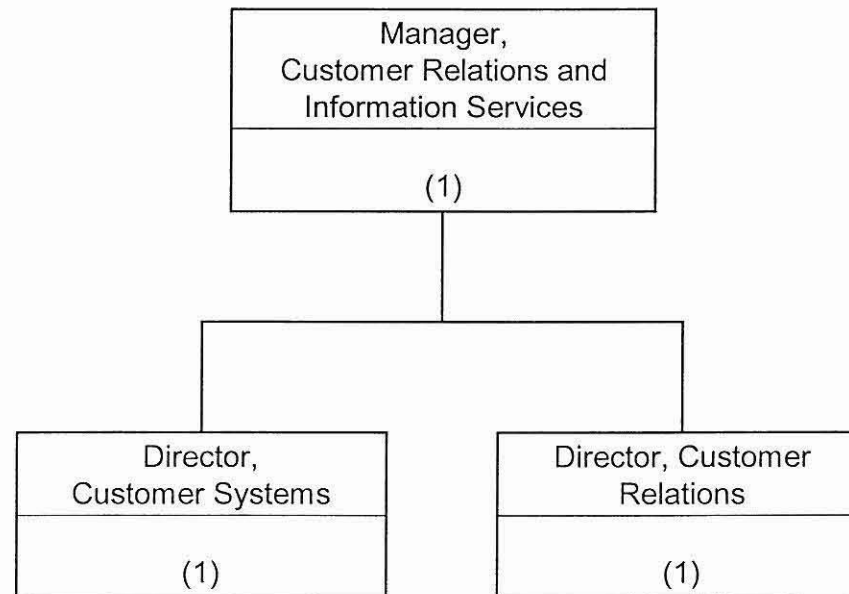 Manager,
Customer Relations and
Information Services
(1)
Director,
Customer Systems
(1)
Director, Customer
Relations
(1)